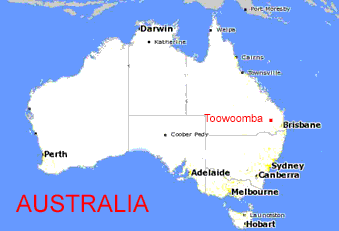 Port Moresby
Darwin
Weipa
Katherine
Cairns
Townsville
Toowoomba
Brisbane
Coober Pedy
Perth
Sydney
Adelaide
Canberra
Melbourne
AUSTRALIA
Launceston
Hobart